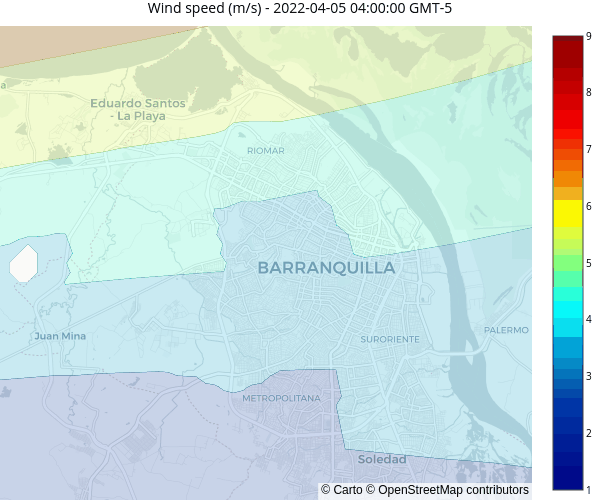 Wind speed (m/s) - 2022-04-05 04:00:00 GMT-5
9
8
7
6
5
4
3
2
1
a
Eduardo Santos
- La Playa
RIOMAR
BARRANQUILLA
Juan Mina
SURORIENTE
PALERMO
METROPOLITANA
Soledad
© Carto © OpenStreetMap contributors